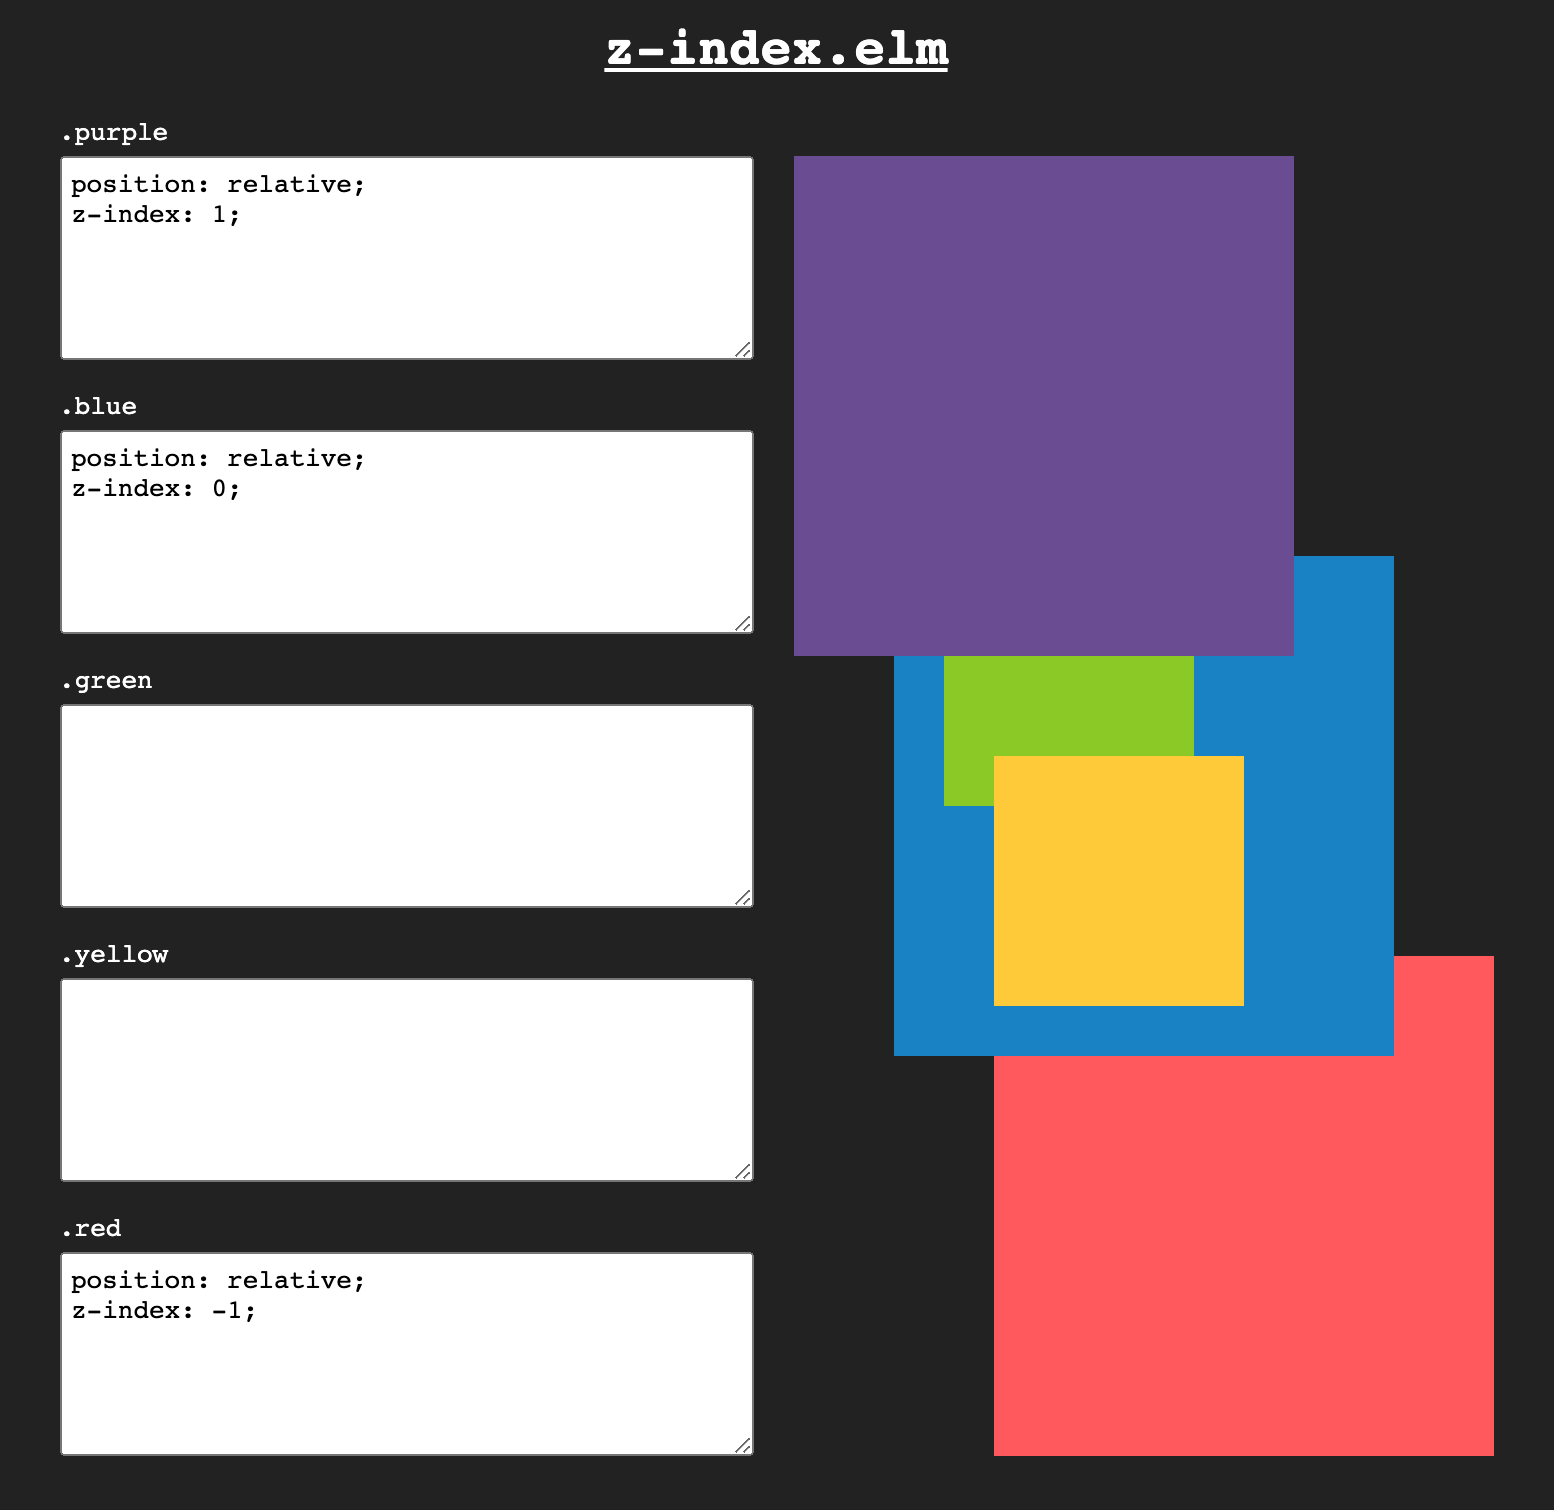 z-index.elm
.purple
position: relative;
z-index: 1;
.blue
position: relative;
z-index: 0;
.green
.yellow
.red
position: relative;
z-index: -1;